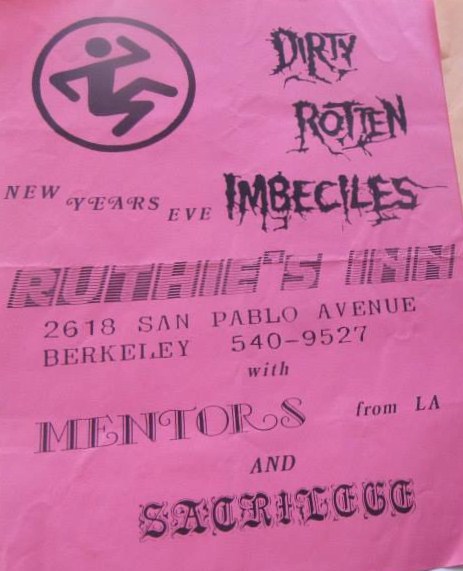 DIRTY
ROTTEN
IMBECILES
NEW YEARS EVE
RUTHIE'S INN
2618 SAN PABLO AVENUE
BERKELEY 540-9527
with
MENTORS from LA
AND
SACRILEGE